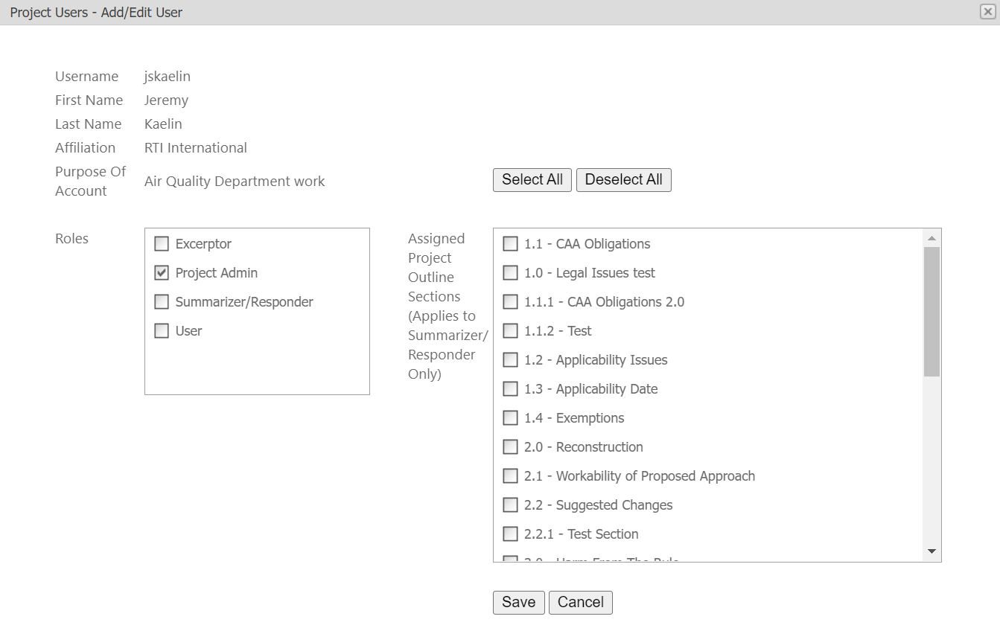 Project Users - Add/Edit User
Username jskaelin
First Name Jeremy
Last Name Kaelin
Affiliation RTI International
Purpose Of
Account
Air Quality Department work
Select All Deselect All
Roles
Excerptor
Project Admin
Summarizer/Responder
User
Assigned
Project
Outline
Sections
(Applies to
Summarizer/
Responder
Only)
1.1 - CAA Obligations
1.0 - Legal Issues test
1.1.1 - CAA Obligations 2.0
1.1.2 - Test
1.2 - Applicability Issues
1.3 - Applicability Date
1.4 - Exemptions
2.0 - Reconstruction
2.1 - Workability of Proposed Approach
2.2 - Suggested Changes
2.2.1 - Test Section
Harm From The Rule
Save Cancel